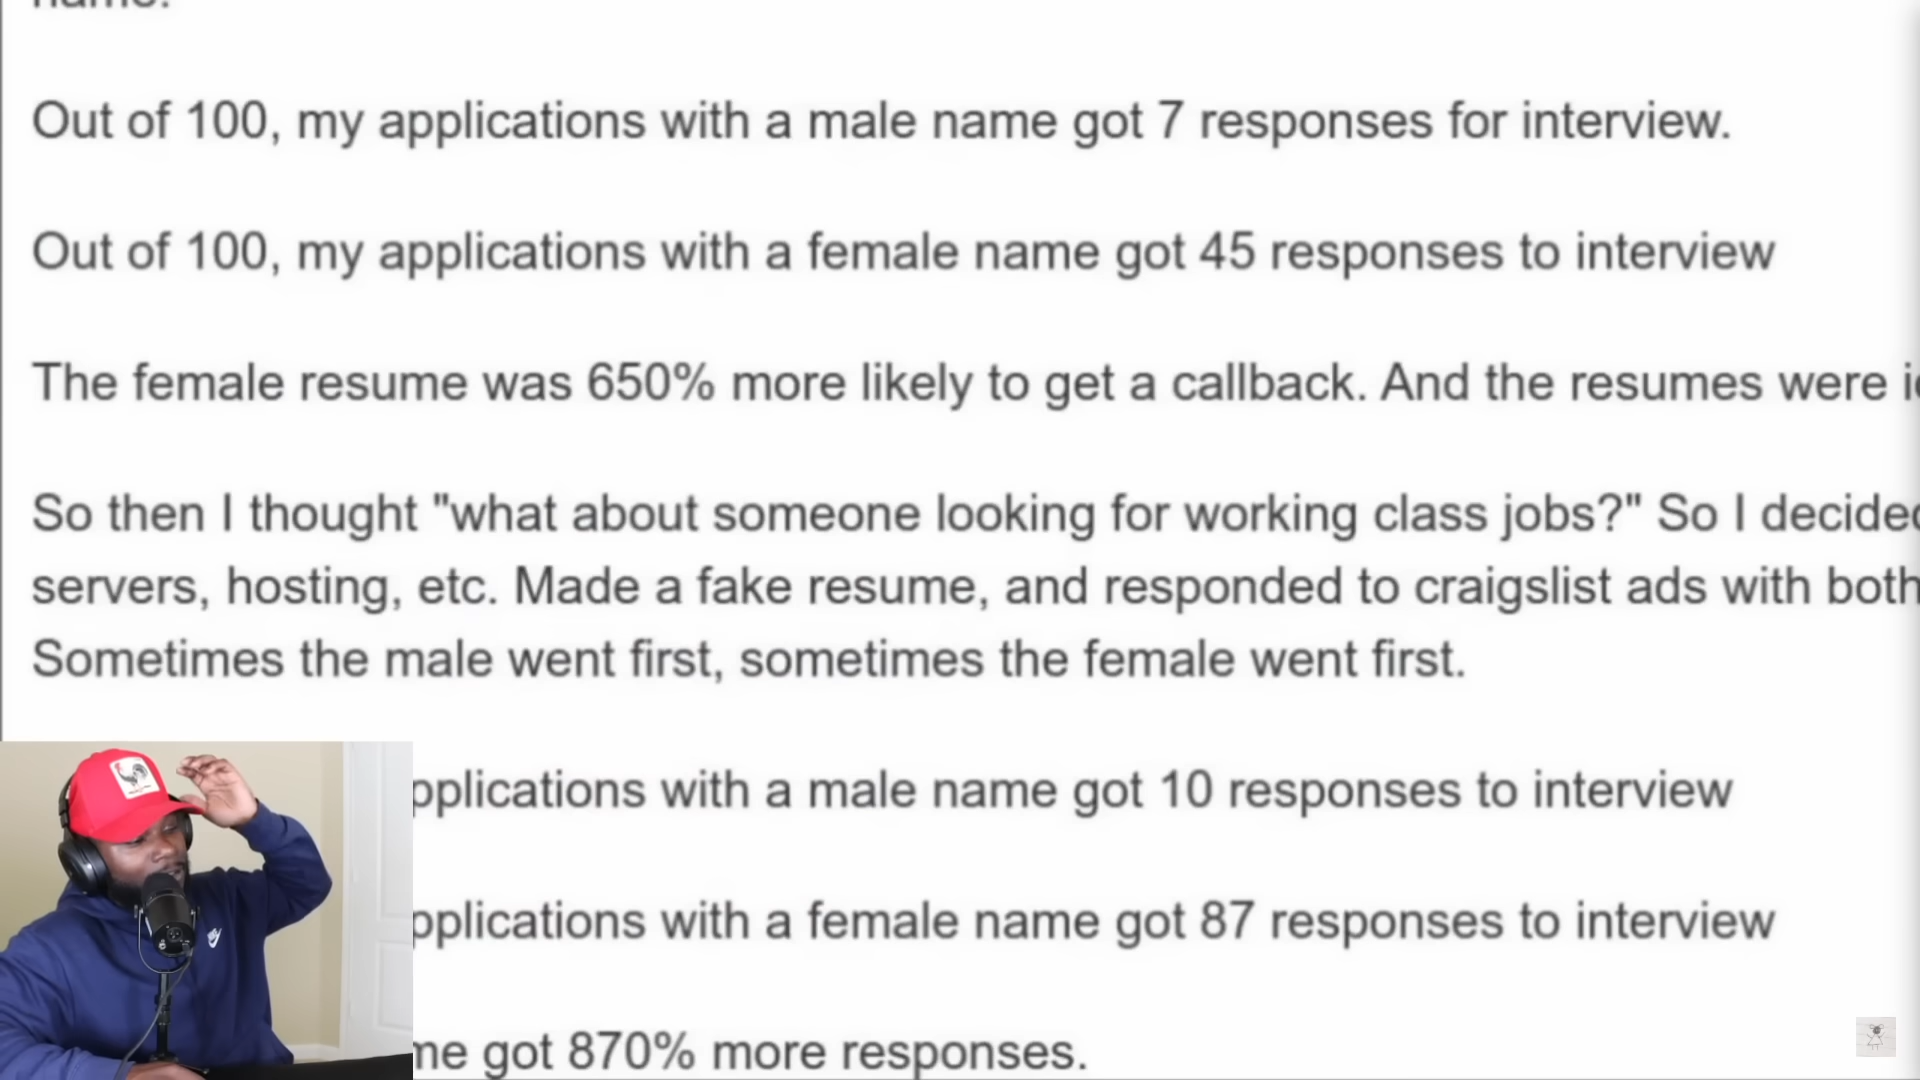 name.
Out of 100, my applications with a male name got 7 responses for interview.
Out of 100, my applications with a female name got 45 responses to interview
The female resume was 650% more likely to get a callback. And the resumes were
So then I thought "what about someone looking for working class jobs?" So I decided
servers, hosting, etc. Made a fake resume, and responded to craigslist ads with both
Sometimes the male went first, sometimes the female went first.
pplications with a male name got 10 responses to interview
pplications with a female name got 87 responses to interview
me got 870% more responses.